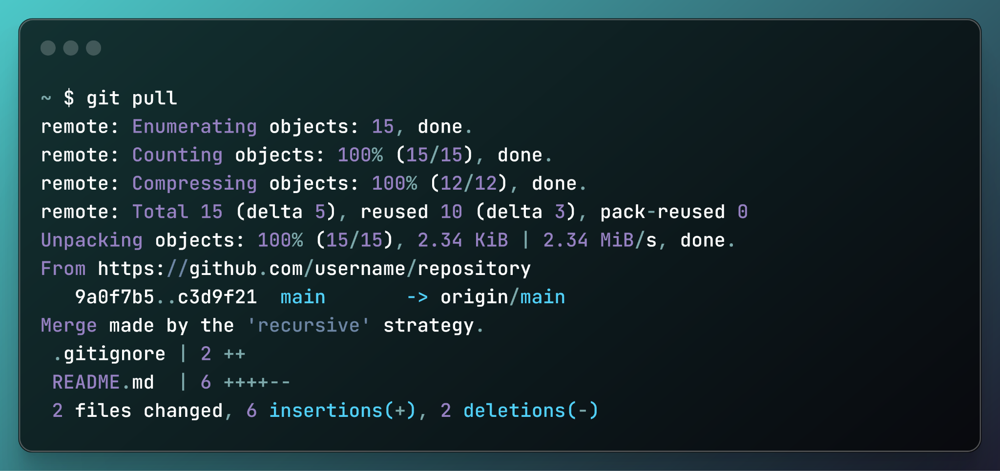 ~ $ git pull
remote: Enumerating objects: 15, done.
remote: Counting objects: 100% (15/15), done.
remote: Compressing objects: 100% (12/12), done.
remote: Total 15 (delta 5), reused 10 (delta 3), pack-reused 0
Unpacking objects: 100% (15/15), 2.34 KiB | 2.34 MiB/s, done.
From https://github.com/username/repository
   9a0f7b5..c3d9f21  main       -> origin/main
Merge made by the 'recursive' strategy.
 .gitignore | 2 ++
 README.md  | 6 ++++--
 2 files changed, 6 insertions(+), 2 deletions(-)